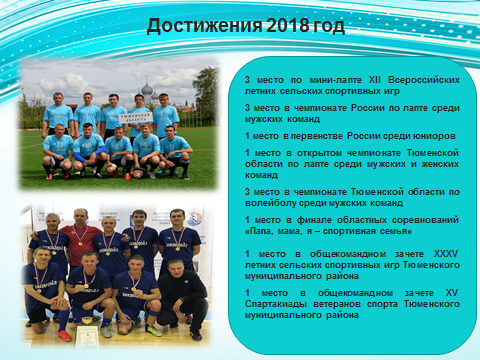 Достижения 2018 год
ТЮМЕНСКАЯ
ОБЛАСТЬ
3 место по мини-лапте XII Всероссийских
летних сельских спортивных игр
3 место в чемпионате России по лапте среди
мужских команд
1 место в первенстве России среди юниоров
1 место в открытом чемпионате Тюменской
области по лапте среди мужских и женских
команд
3 место в чемпионате Тюменской области по
волейболу среди мужских команд
1 место в финале областных соревнований
«Папа, мама, я – спортивная семья»
1 место в общекомандном зачете XXXV
летних сельских спортивных игр Тюменского
муниципального района
1 место в общекомандном зачете XV
Спартакиады ветеранов спорта Тюменского
муниципального района